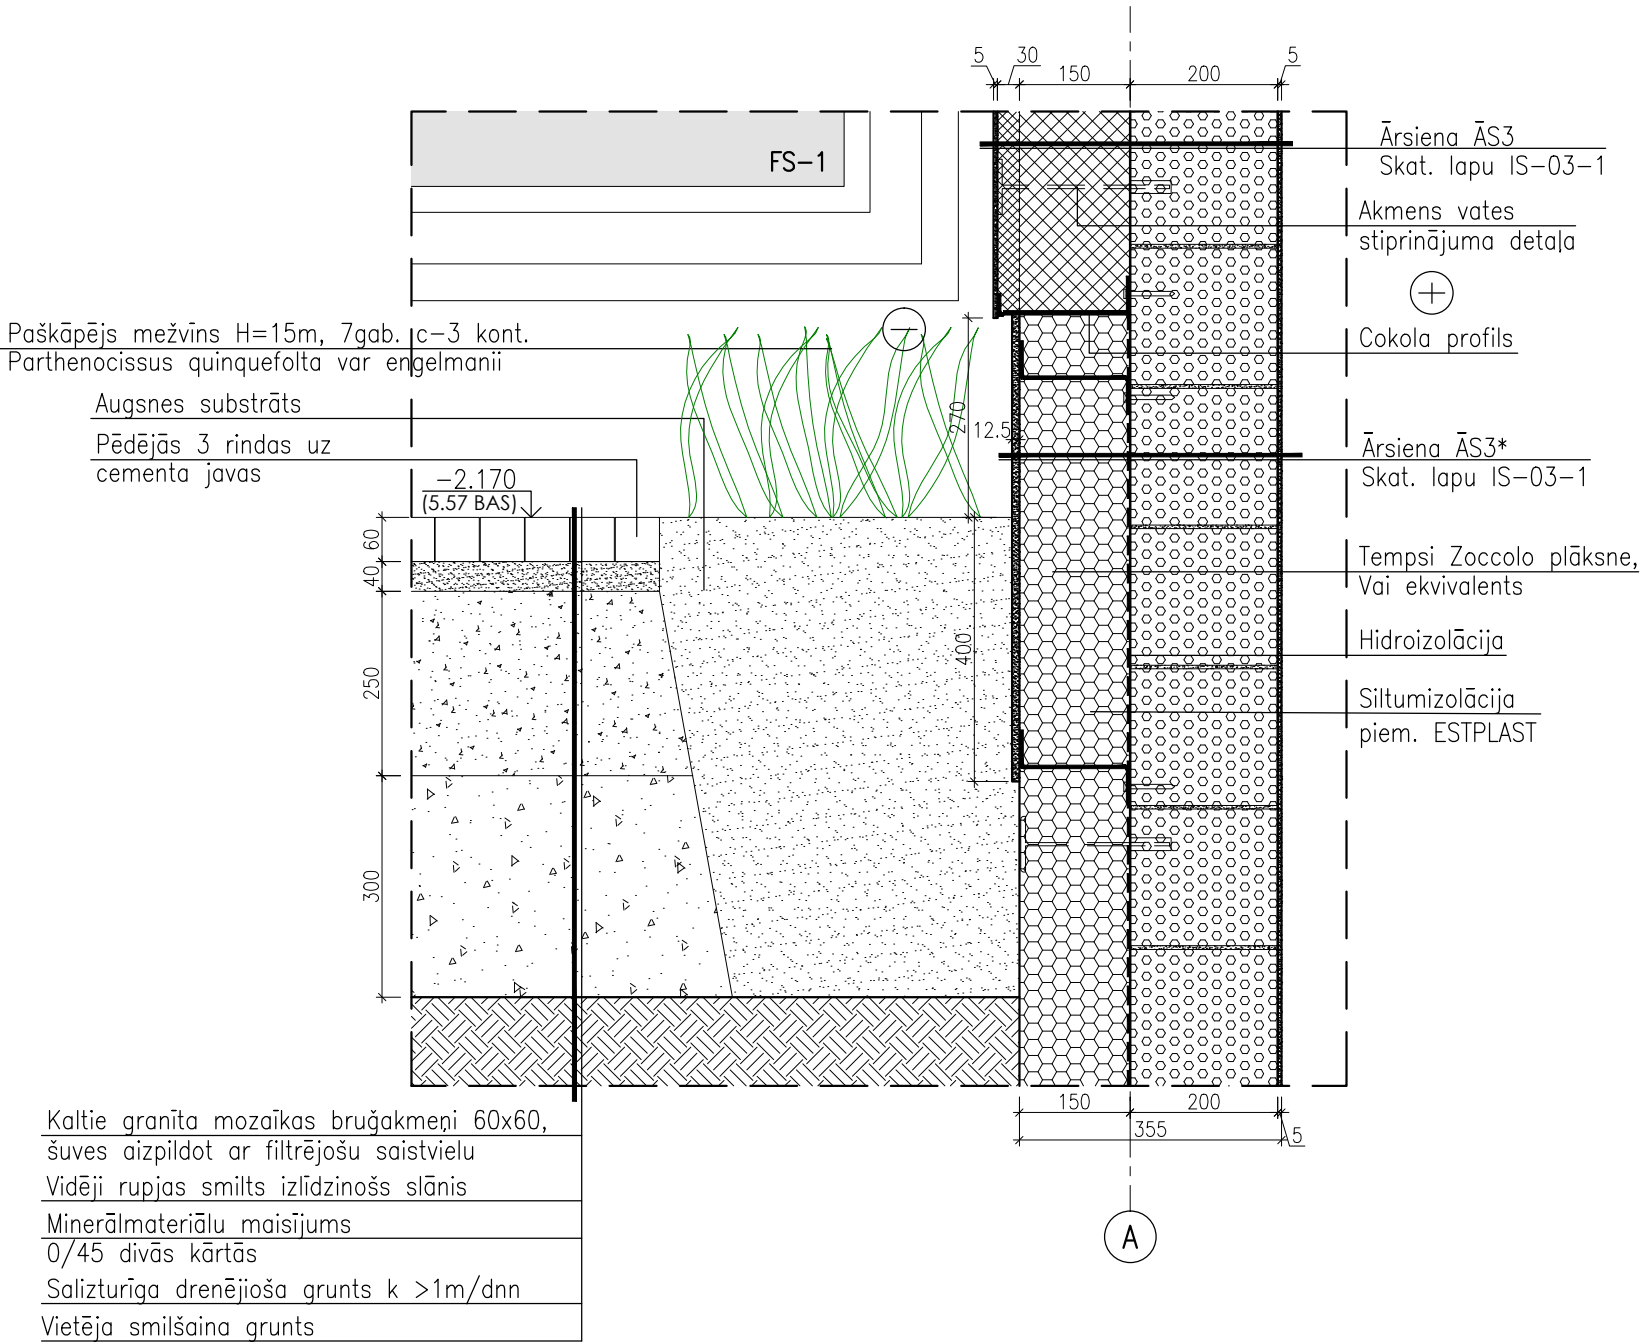 5
30
150
200
5
FS-1
Ārsiena ĀS3
Skat. lapu IS-03-1
Akmens vates
stiprinājuma detaļa
Cokola profils
Paškāpējs mežvīns H=15m, 7gab. c-3 kont.
Parthenocissus quinquefolta var engelmanii
Augsnes substrāts
Pēdējās 3 rindas uz
cementa javas
-2.170
(5.57 BAS)
270
12.5
Ārsiena ĀS3*
Skat. lapu IS-03-1
60
40
250
300
400
Tempsi Zoccolo plāksne,
Vai ekvivalents
Hidroizolācija
Siltumizolācija
piem. ESTPLAST
150
200
355
5
A
Kaltie granīta mozaīkas bruģakmeņi 60x60,
šuves aizpildot ar filtrējošu saistvielu
Vidēji rupjas smilts izlīdzinošs slānis
Minerālmateriālu maisījums
0/45 divās kārtās
Salizturīga drenējioša grunts k >1m/dnn
Vietēja smilšaina grunts